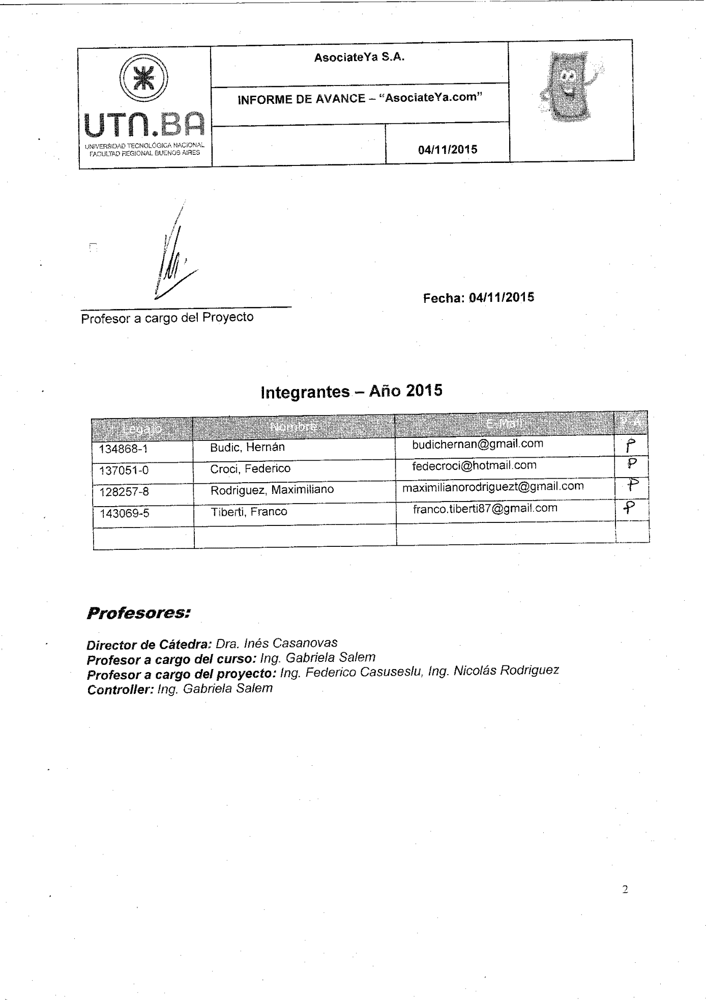 AsociateYa S.A.
INFORME DE AVANCE – “AsociateYa.com”
UTN.BA
UNIVERSIDAD TECNOLÓGICA NACIONAL
FACULTAD REGIONAL BUENOS AIRES
04/11/2015
Fecha: 04/11/2015
Profesor a cargo del Proyecto
Integrantes – Año 2015
Legajo Nombre E-Mail P-A
134868-1 Budic, Hernán budichernan@gmail.com P
137051-0 Croci, Federico fedecroci@hotmail.com P
128257-8 Rodriguez, Maximiliano maximilianorodriguezt@gmail.com P
143069-5 Tiberti, Franco franco.tiberti87@gmail.com P
Profesores:
Director de Cátedra: Dra. Inés Casanovas
Profesor a cargo del curso: Ing. Gabriela Salem
Profesor a cargo del proyecto: Ing. Federico Casuseslu, Ing. Nicolás Rodriguez
Controller: Ing. Gabriela Salem
2